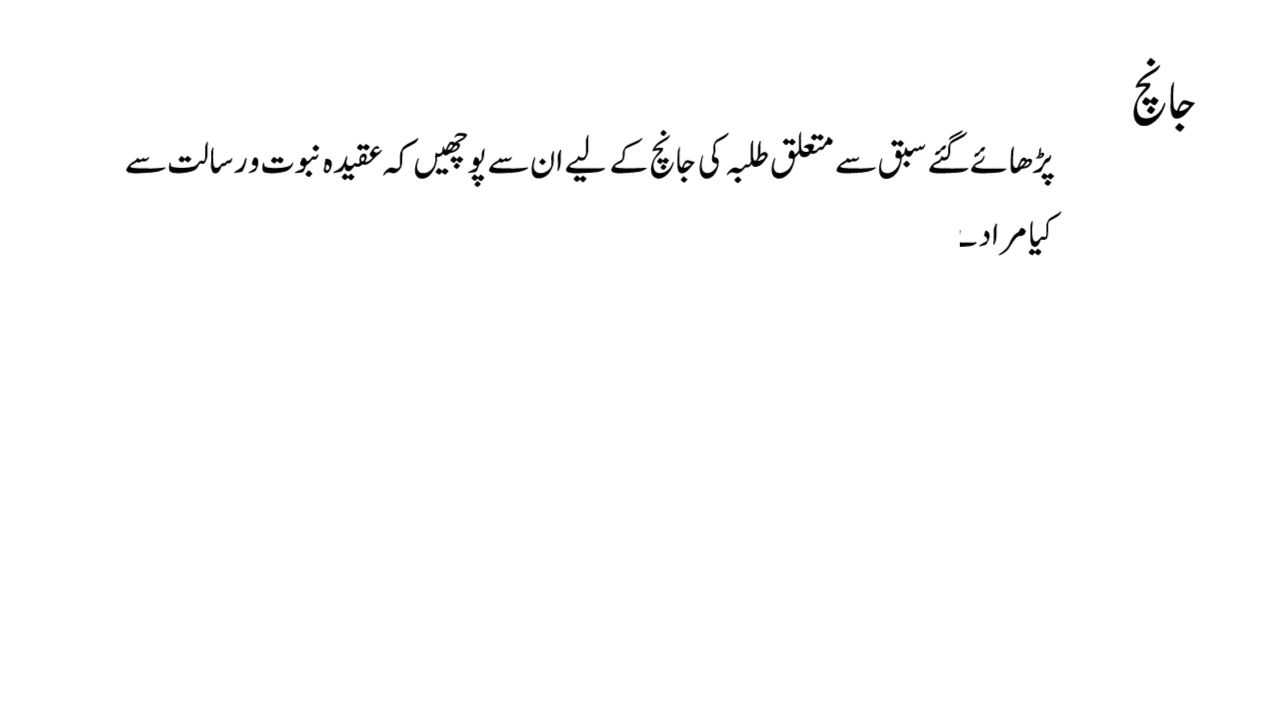 جانچ
پڑھائے گئے سبق سے متعلق طلبہ کی جانچ کے لیے ان سے پوچھیں کہ عقیدہ نبوت و رسالت سے
کیا مراد